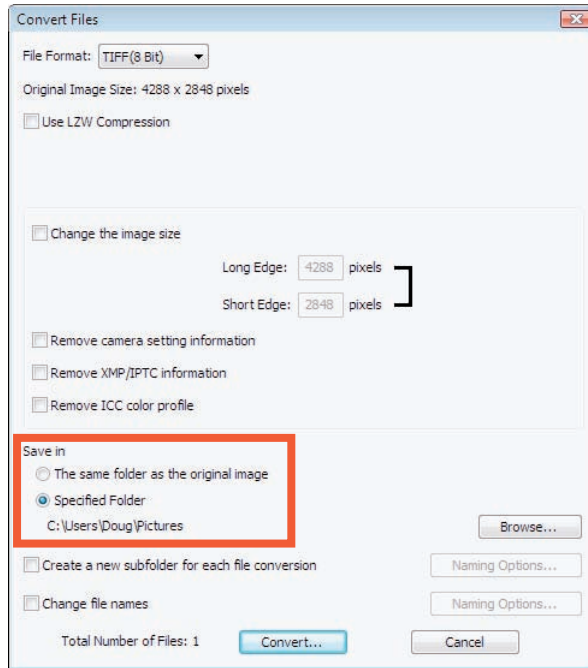 Convert Files
File Format: TIFF(8 Bit)
Original Image Size: 4288 x 2848 pixels
Use LZW Compression
Change the image size
Long Edge: 4288 pixels
Short Edge: 2848 pixels
Remove camera setting information
Remove XMP/IPTC information
Remove ICC color profile
Save in
The same folder as the original image
Specified Folder
C:\Users\Doug\Pictures
Browse...
Create a new subfolder for each file conversion Naming Options...
Change file names Naming Options...
Total Number of Files: 1 Convert... Cancel